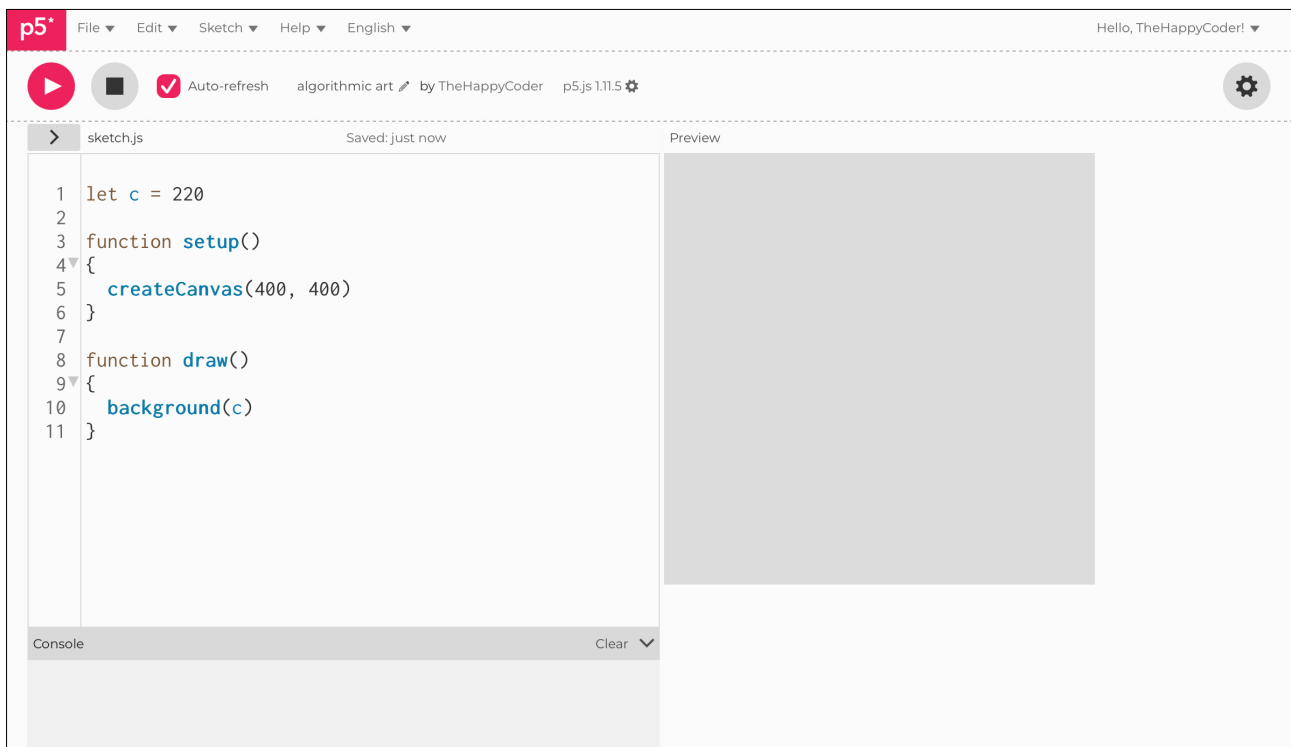 p5* File Edit Sketch Help English Hello, TheHappyCoder!
Auto-refresh algorithmic art by TheHappyCoder p5.js 1.11.5
sketch.js Saved: just now Preview
1 let c = 220
2
3 function setup()
4 {
5 createCanvas(400, 400)
6 }
7
8 function draw()
9 {
10 background(c)
11 }
Console Clear